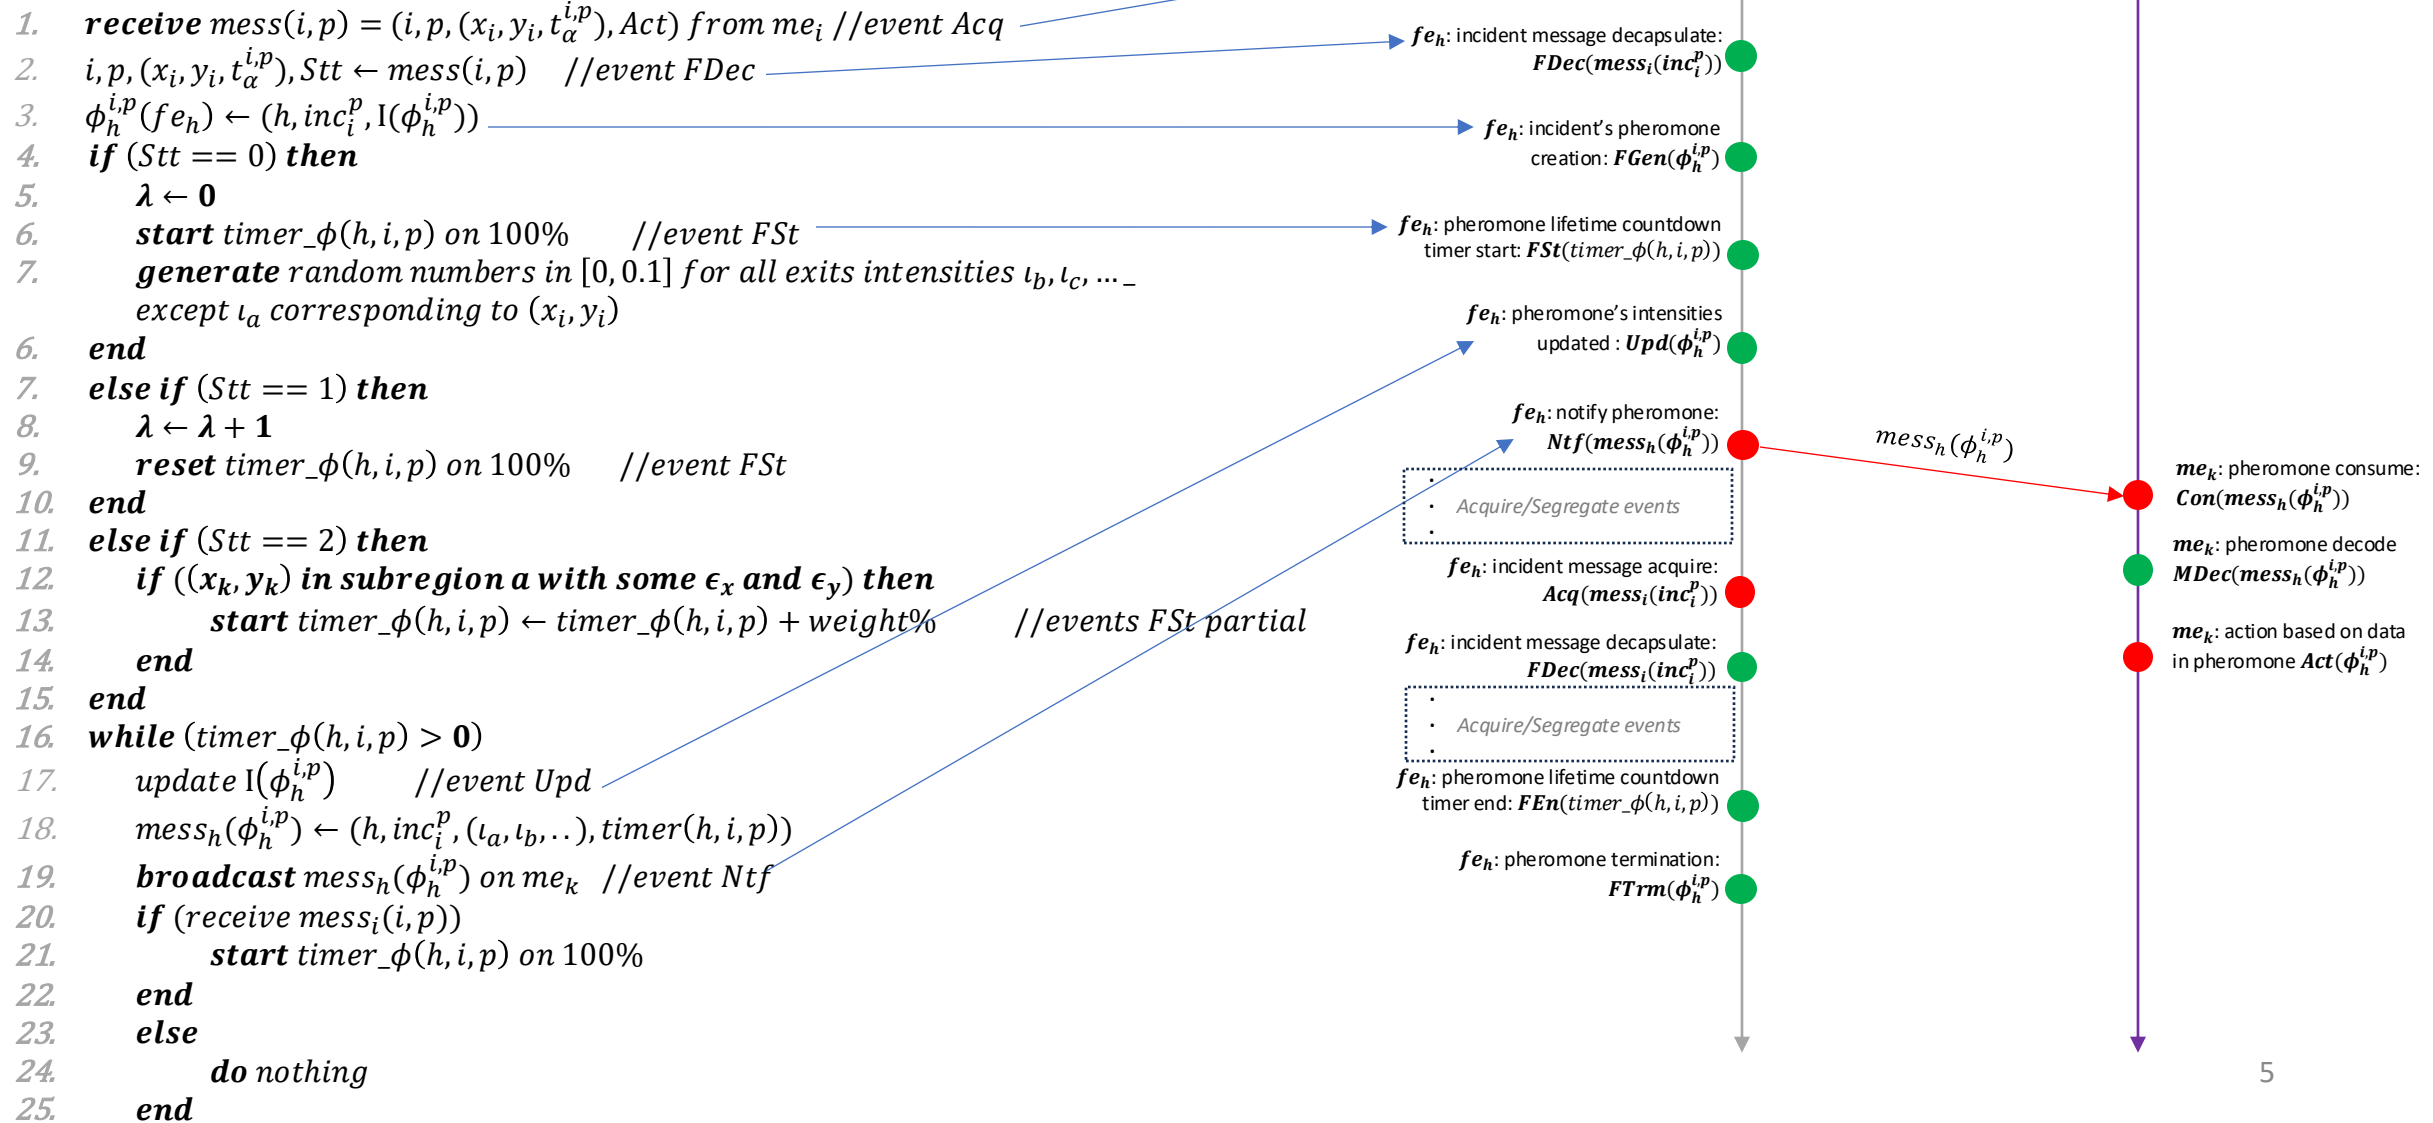 1. receive mess(i, p) = (i, p, (x_i, y_i, t_α^{i,p}), Act) from me_i //event Acq
2. i, p, (x_i, y_i, t_α^{i,p}), Stt ← mess(i, p) //event FDec
3. ϕ_h^{i,p}(fe_h) ← (h, inc_i^p, I(ϕ_h^{i,p}))
4. if (Stt == 0) then
5. λ ← 0
6. start timer_ϕ(h, i, p) on 100% //event FSt
7. generate random numbers in [0, 0.1] for all exits intensities ι_b, ι_c, … _
except ι_a corresponding to (x_i, y_i)
6. end
7. else if (Stt == 1) then
8. λ ← λ + 1
9. reset timer_ϕ(h, i, p) on 100% //event FSt
10. end
11. else if (Stt == 2) then
12. if ((x_k, y_k) in subregion a with some ϵ_x and ϵ_y) then
13. start timer_ϕ(h, i, p) ← timer_ϕ(h, i, p) + weight% //events FSt partial
14. end
15. end
16. while (timer_ϕ(h, i, p) > 0)
17. update I(ϕ_h^{i,p}) //event Upd
18. mess_h(ϕ_h^{i,p}) ← (h, inc_i^p, (ι_a, ι_b, . . ), timer(h, i, p))
19. broadcast mess_h(ϕ_h^{i,p}) on me_k //event Ntf
20. if (receive mess_i(i, p))
21. start timer_ϕ(h, i, p) on 100%
22. end
23. else
24. do nothing
25. end
fe_h: incident message decapsulate:
FDec(mess_i(inc_i^p))
fe_h: incident's pheromone
creation: FGen(ϕ_h^{i,p})
fe_h: pheromone lifetime countdown
timer start: FSt(timer_ϕ(h, i, p))
fe_h: pheromone's intensities
updated : Upd(ϕ_h^{i,p})
fe_h: notify pheromone:
Ntf(mess_h(ϕ_h^{i,p}))
Acquire/Segregate events
fe_h: incident message acquire:
Acq(mess_i(inc_i^p))
fe_h: incident message decapsulate:
FDec(mess_i(inc_i^p))
Acquire/Segregate events
fe_h: pheromone lifetime countdown
timer end: FEn(timer_ϕ(h, i, p))
fe_h: pheromone termination:
FTrm(ϕ_h^{i,p})
mess_h(ϕ_h^{i,p})
me_k: pheromone consume:
Con(mess_h(ϕ_h^{i,p}))
me_k: pheromone decode
MDec(mess_h(ϕ_h^{i,p}))
me_k: action based on data
in pheromone Act(ϕ_h^{i,p})
5